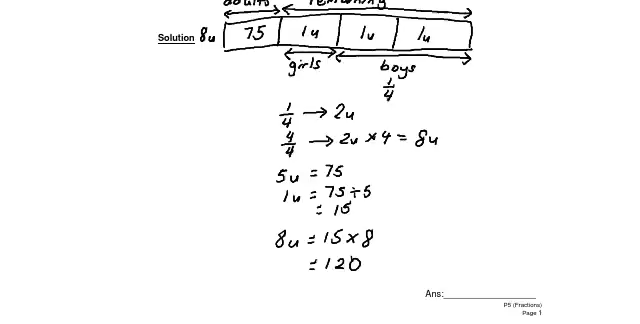 adults remaining
Solution 8u 75 1u 1u 1u
girls boys
1/4
1/4 → 2u
4/4 → 2u × 4 = 8u
5u = 75
1u = 75 ÷ 5
= 15
8u = 15 × 8
= 120
Ans:
P5 (Fractions)
Page 1